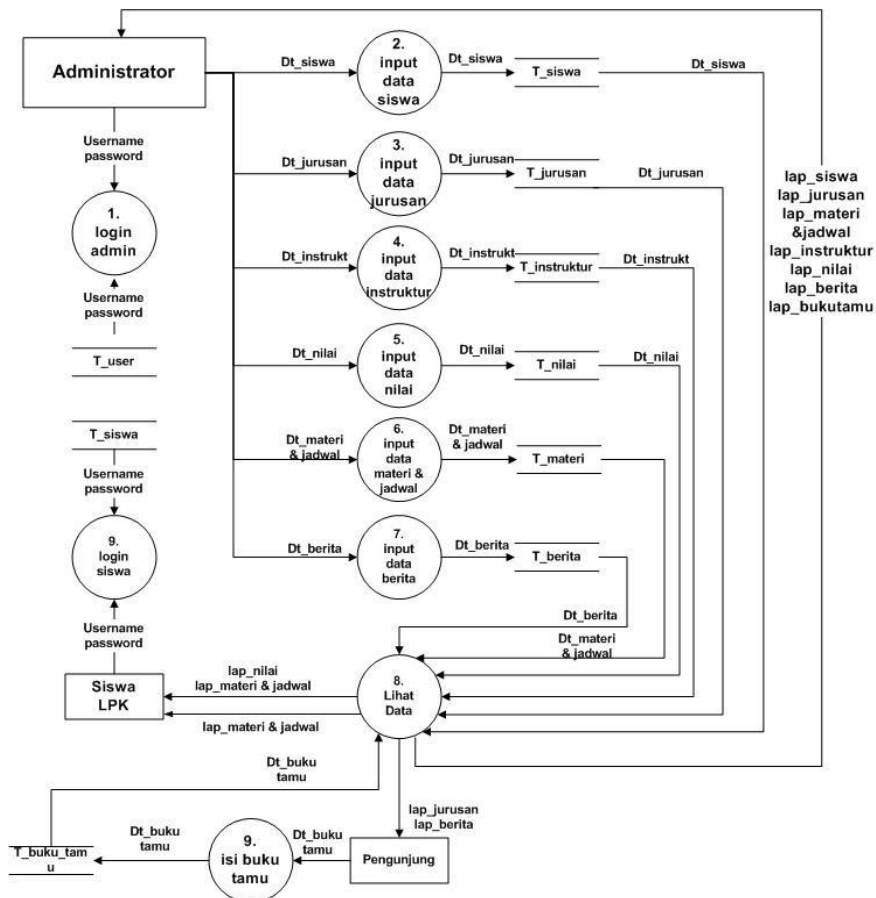 Administrator
Dt_siswa
2.
input
data
siswa
Dt_siswa
T_siswa
Dt_siswa
Username
password
Dt_jurusan
3.
input
data
jurusan
Dt_jurusan
T_jurusan
Dt_jurusan
lap_siswa
lap_jurusan
lap_materi
&jadwal
lap_instruktur
lap_nilai
lap_berita
lap_bukutamu
1.
login
admin
Dt_instrukt
4.
input
data
instruktur
Dt_instrukt
T_instruktur
Dt_instrukt
Username
password
T_user
Dt_nilai
5.
input
data
nilai
Dt_nilai
T_nilai
Dt_nilai
T_siswa
Username
password
Dt_materi
& jadwal
6.
input
data
materi &
jadwal
Dt_materi
& jadwal
T_materi
9.
login
siswa
Dt_berita
7.
input
data
berita
Dt_berita
T_berita
Dt_berita
Dt_materi
& jadwal
Username
password
Siswa
LPK
lap_nilai
lap_materi & jadwal
lap_materi & jadwal
8.
Lihat
Data
Dt_buku
tamu
lap_jurusan
lap_berita
T_buku_tam
u
Dt_buku
tamu
9.
isi buku
tamu
Dt_buku
tamu
Pengunjung